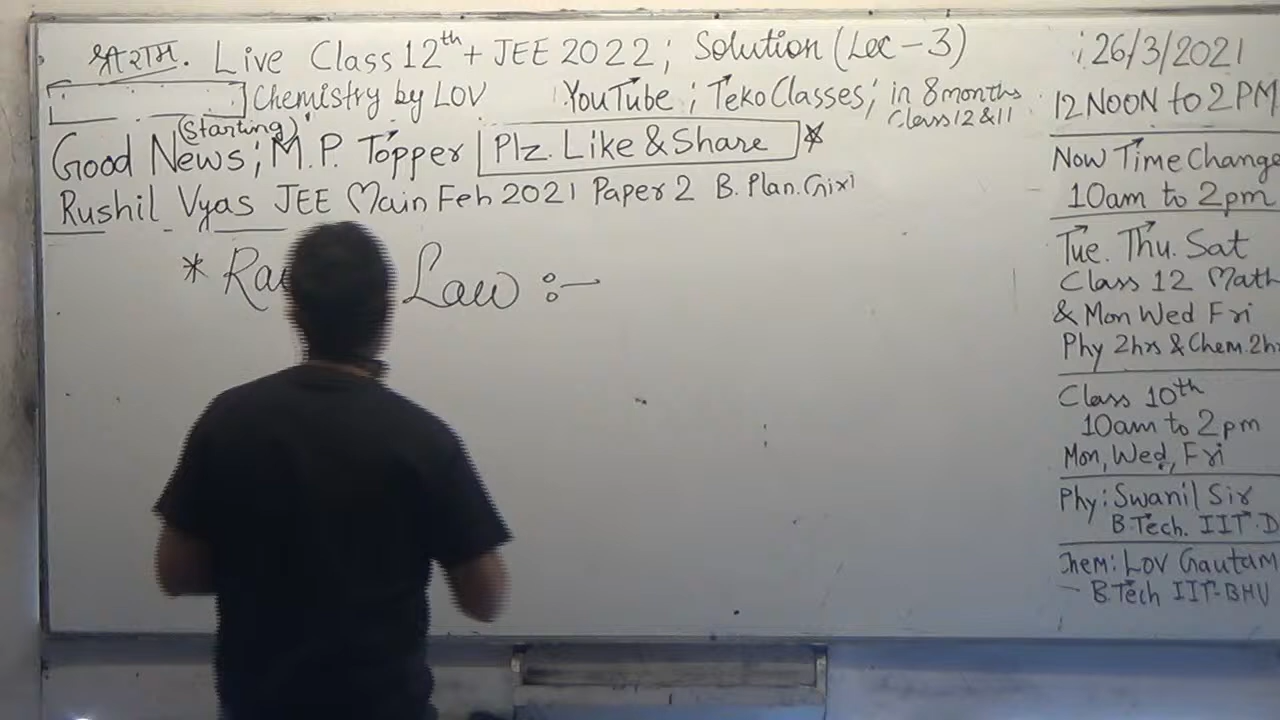 श्री राम. Live Class 12th + JEE 2022 ; Solution (Lec - 3)
Chemistry by LOV YouTube ; TekoClasses ; in 8 months
Class 12 & 11
(Starting)
Good News ; M.P. Topper Plz. Like & Share *
Rushil Vyas JEE Main Feb 2021 Paper 2 B. Plan. Girl
* Ra Law :-
: 26/3/2021
12 NOON to 2 PM
Now Time Change
10am to 2pm
Tue. Thu. Sat
Class 12 Math
& Mon Wed Fri
Phy 2hrs & Chem. 2h
Class 10th
10am to 2pm
Mon, Wed, Fri
Phy : Swanil Sir
B.Tech. IIT-D
Chem : LOV Gautam
- B.Tech IIT-BHU